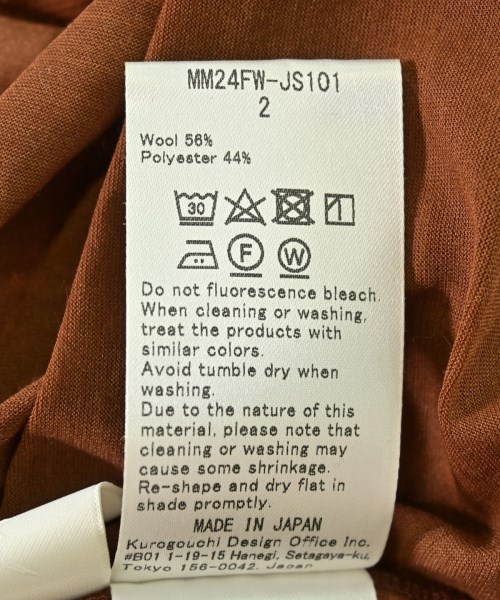 MM24FW-JS101
2
Wool 56%
Polyester 44%
30
F
W
Do not fluorescence bleach.
When cleaning or washing,
treat the products with
similar colors.
Avoid tumble dry when
washing.
Due to the nature of this
material, please note that
cleaning or washing may
cause some shrinkage.
Re-shape and dry flat in
shade promptly.
MADE IN JAPAN
Kurogouchi Design Office Inc.
#B01 1-19-15 Hanegi, Setagaya-ku,
Tokyo 156-0042, Japan